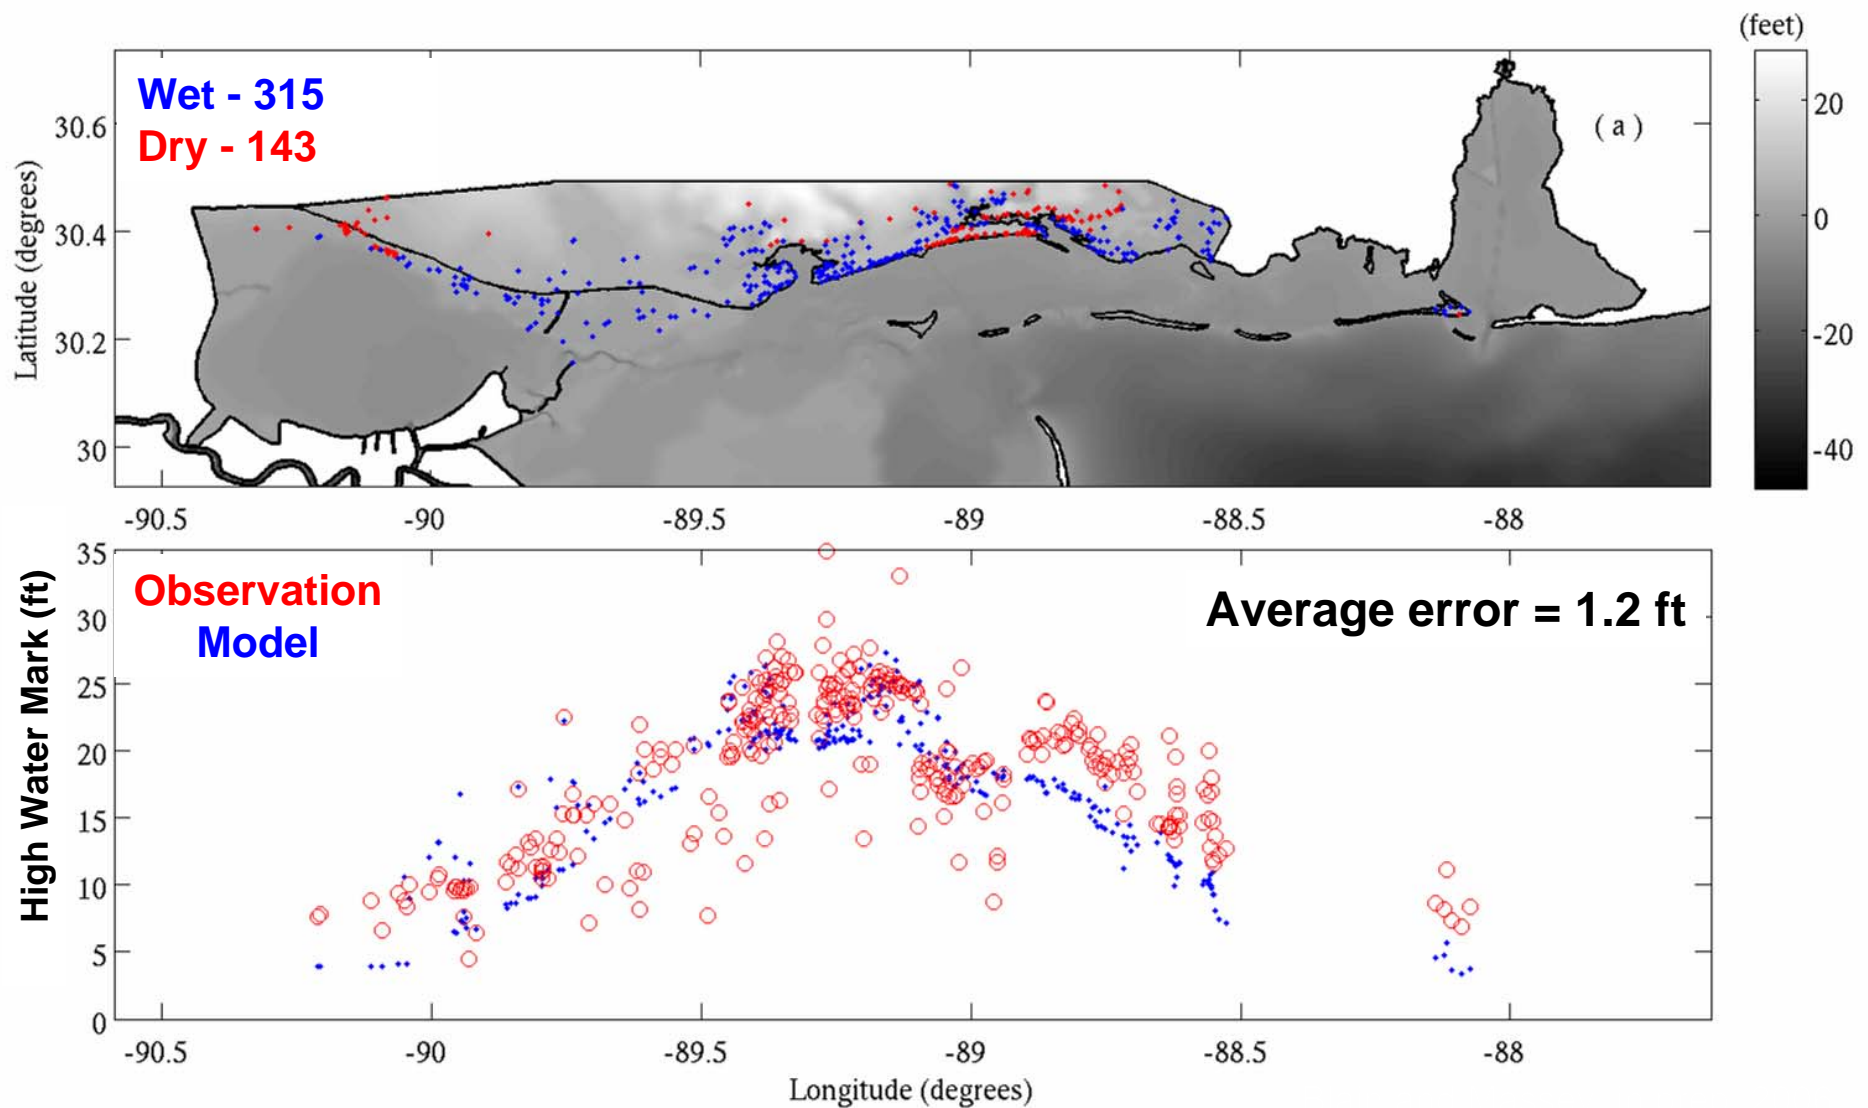 (feet)
Wet - 315
Dry - 143
( a )
30.6
30.4
30.2
30
Latitude (degrees)
20
0
-20
-40
-90.5 -90 -89.5 -89 -88.5 -88
Observation
Model
Average error = 1.2 ft
High Water Mark (ft)
35
30
25
20
15
10
5
0
-90.5 -90 -89.5 -89 -88.5 -88
Longitude (degrees)